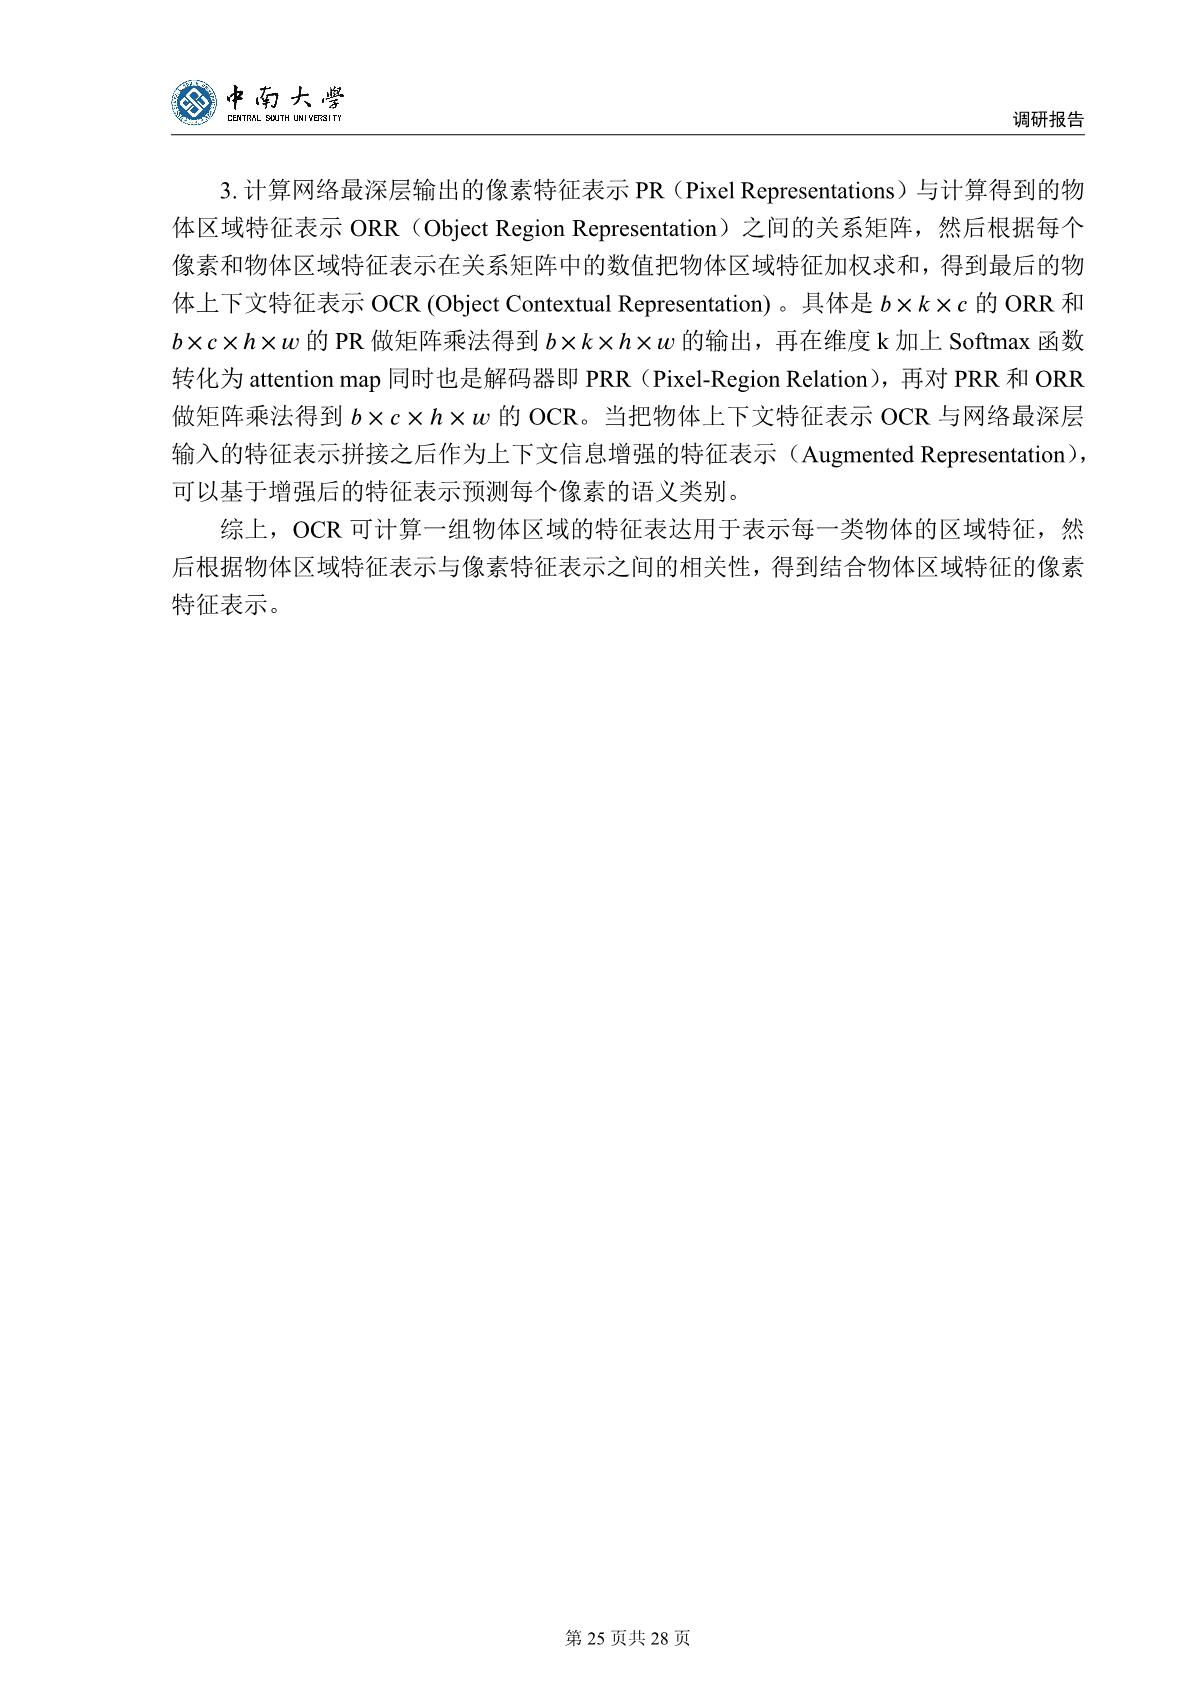 中南大學
CENTRAL SOUTH UNIVERSITY
调研报告
3. 计算网络最深层输出的像素特征表示 PR（Pixel Representations）与计算得到的物
体区域特征表示 ORR（Object Region Representation）之间的关系矩阵，然后根据每个
像素和物体区域特征表示在关系矩阵中的数值把物体区域特征加权求和，得到最后的物
体上下文特征表示 OCR (Object Contextual Representation) 。具体是 b × k × c 的 ORR 和
b × c × h × w 的 PR 做矩阵乘法得到 b × k × h × w 的输出，再在维度 k 加上 Softmax 函数
转化为 attention map 同时也是解码器即 PRR（Pixel-Region Relation），再对 PRR 和 ORR
做矩阵乘法得到 b × c × h × w 的 OCR。当把物体上下文特征表示 OCR 与网络最深层
输入的特征表示拼接之后作为上下文信息增强的特征表示（Augmented Representation），
可以基于增强后的特征表示预测每个像素的语义类别。
综上，OCR 可计算一组物体区域的特征表达用于表示每一类物体的区域特征，然
后根据物体区域特征表示与像素特征表示之间的相关性，得到结合物体区域特征的像素
特征表示。
第 25 页共 28 页